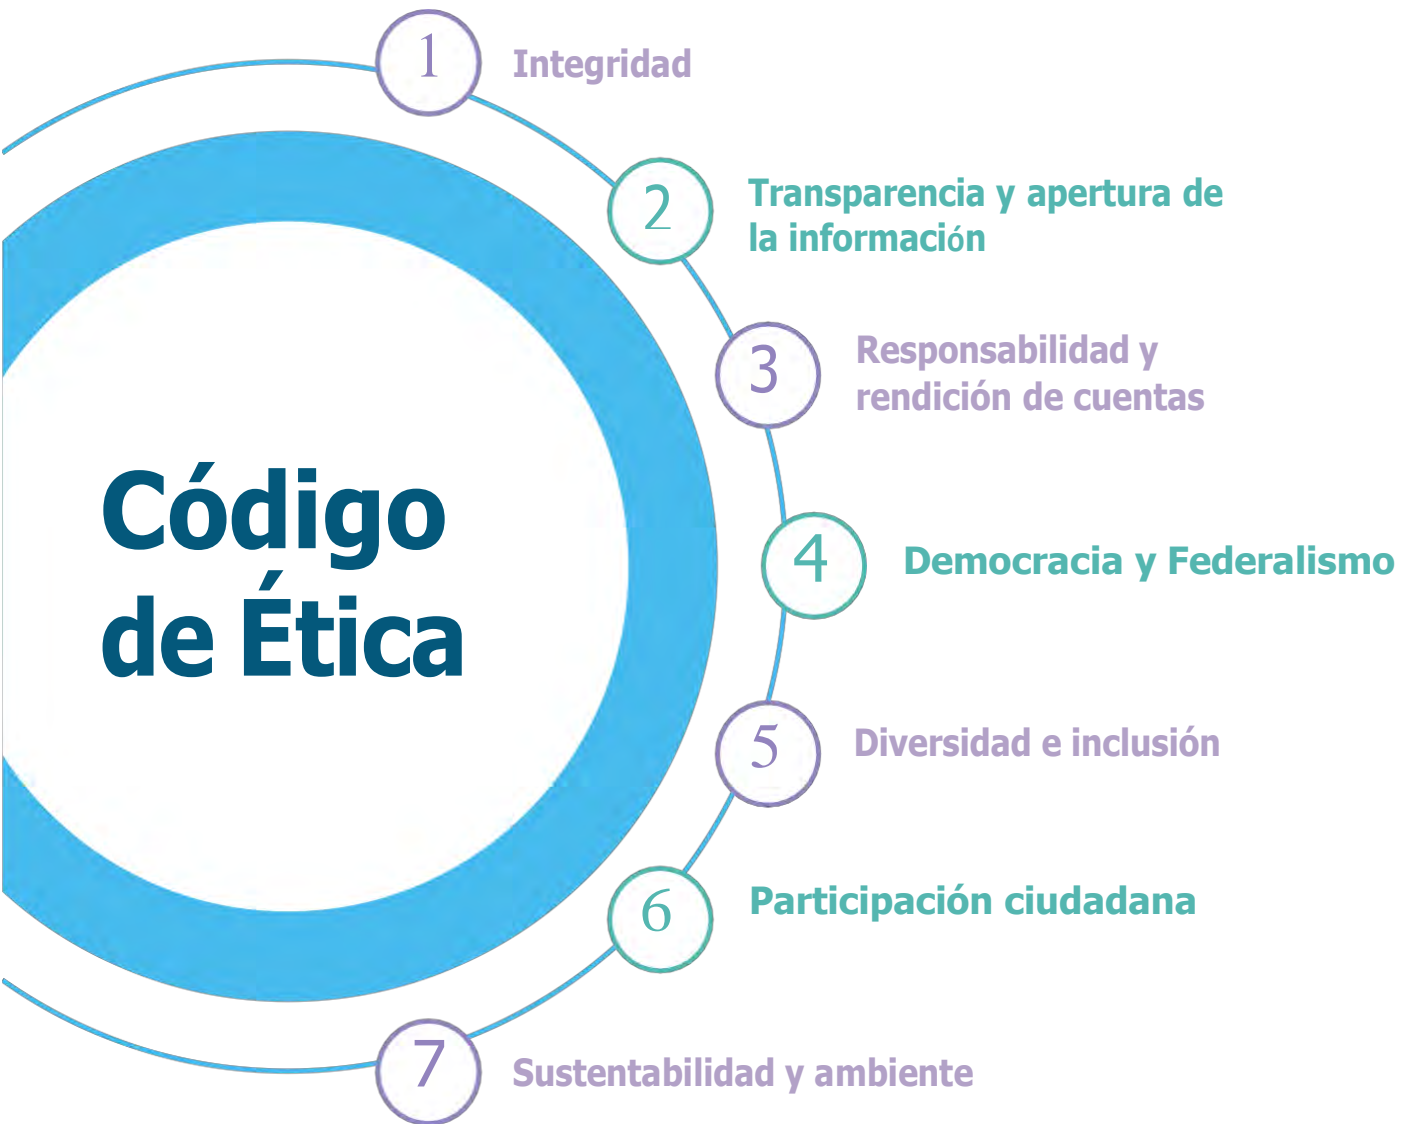 Código
de Ética
1
Integridad
2
Transparencia y apertura de
la información
3
Responsabilidad y
rendición de cuentas
4
Democracia y Federalismo
5
Diversidad e inclusión
6
Participación ciudadana
7
Sustentabilidad y ambiente